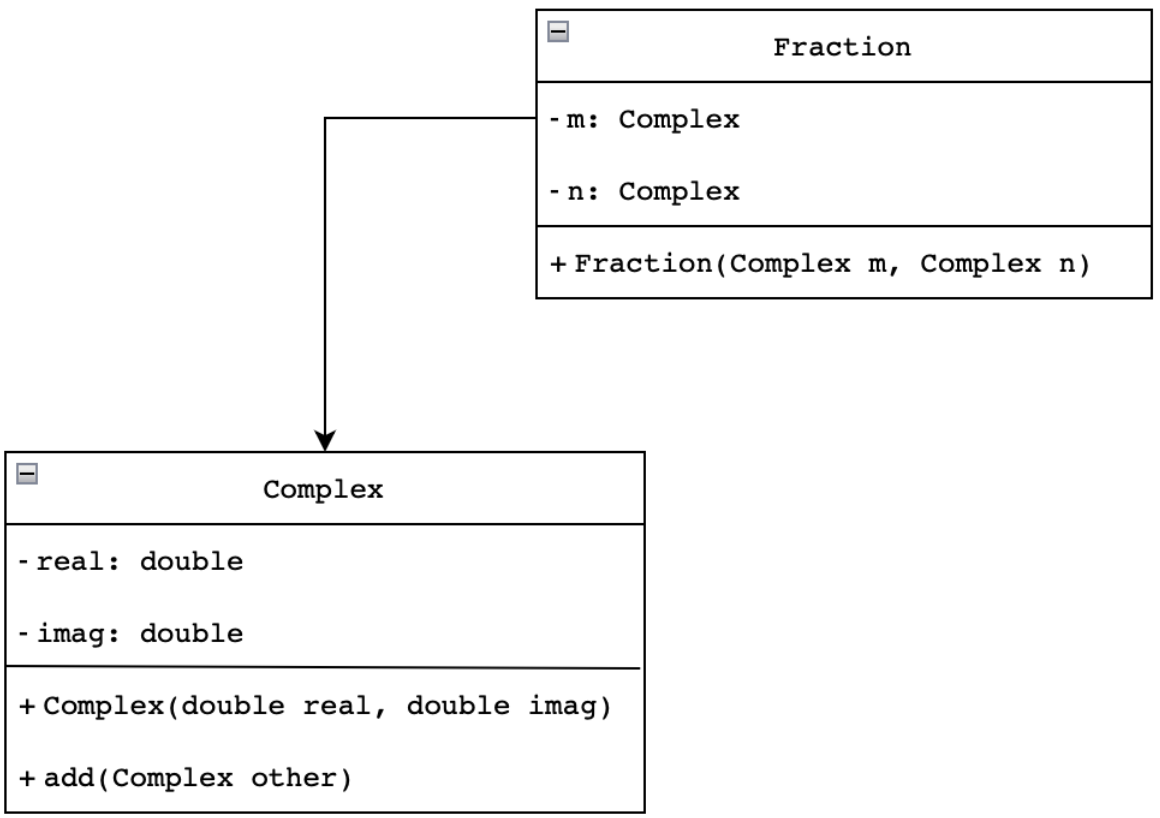 Fraction
- m: Complex
- n: Complex
+ Fraction(Complex m, Complex n)
Complex
- real: double
- imag: double
+ Complex(double real, double imag)
+ add(Complex other)